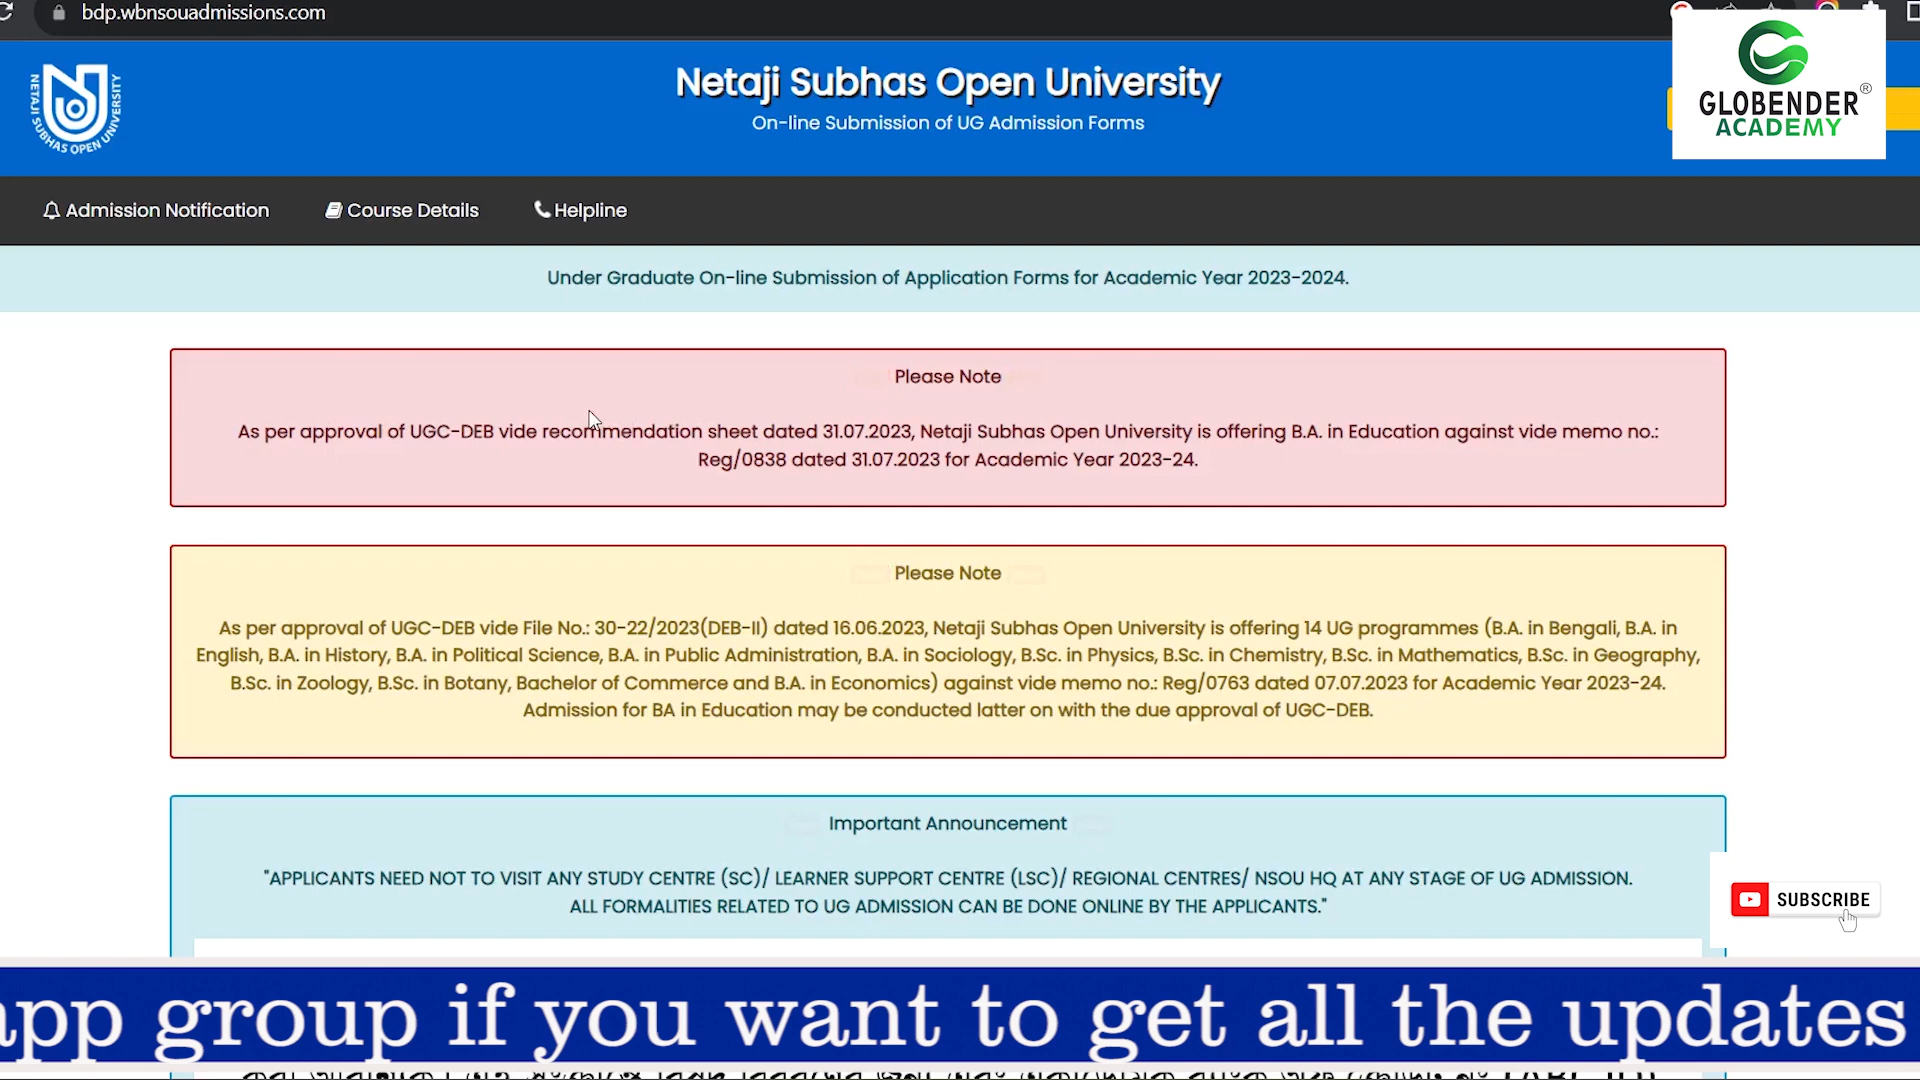 bdp.wbnsouadmissions.com
NETAJI SUBHAS OPEN UNIVERSITY
Netaji Subhas Open University
On-line Submission of UG Admission Forms
GLOBENDER®
ACADEMY
Admission Notification Course Details Helpline
Under Graduate On-line Submission of Application Forms for Academic Year 2023-2024.
Please Note
As per approval of UGC-DEB vide recommendation sheet dated 31.07.2023, Netaji Subhas Open University is offering B.A. in Education against vide memo no.:
Reg/0838 dated 31.07.2023 for Academic Year 2023-24.
Please Note
As per approval of UGC-DEB vide File No.: 30-22/2023(DEB-II) dated 16.06.2023, Netaji Subhas Open University is offering 14 UG programmes (B.A. in Bengali, B.A. in
English, B.A. in History, B.A. in Political Science, B.A. in Public Administration, B.A. in Sociology, B.Sc. in Physics, B.Sc. in Chemistry, B.Sc. in Mathematics, B.Sc. in Geography,
B.Sc. in Zoology, B.Sc. in Botany, Bachelor of Commerce and B.A. in Economics) against vide memo no.: Reg/0763 dated 07.07.2023 for Academic Year 2023-24.
Admission for BA in Education may be conducted latter on with the due approval of UGC-DEB.
Important Announcement
"APPLICANTS NEED NOT TO VISIT ANY STUDY CENTRE (SC)/ LEARNER SUPPORT CENTRE (LSC)/ REGIONAL CENTRES/ NSOU HQ AT ANY STAGE OF UG ADMISSION.
ALL FORMALITIES RELATED TO UG ADMISSION CAN BE DONE ONLINE BY THE APPLICANTS."
SUBSCRIBE
app group if you want to get all the updates